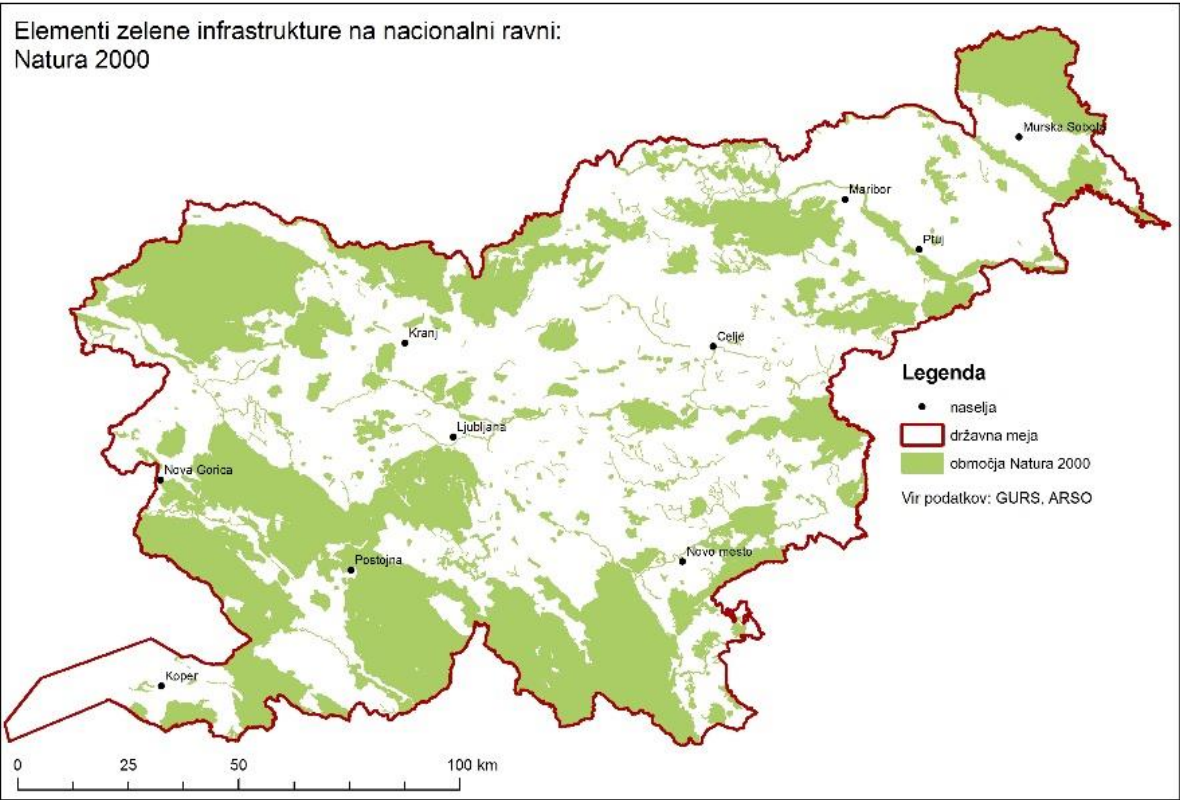 Elementi zelene infrastrukture na nacionalni ravni:
Natura 2000
Murska Sobota
Maribor
Ptuj
Kranj
Celje
Ljubljana
Nova Gorica
Postojna
Novo mesto
Koper
Legenda
naselja
državna meja
območja Natura 2000
Vir podatkov: GURS, ARSO
0 25 50 100 km